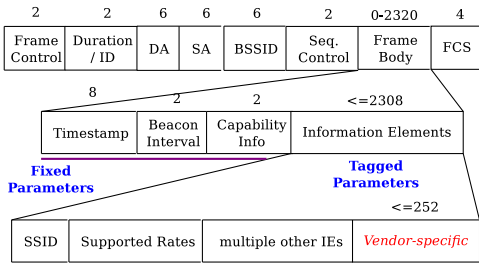 2 2 6 6 6 2 0-2320 4
Frame Control Duration / ID DA SA BSSID Seq. Control Frame Body FCS
8 2 2 <=2308
Timestamp Beacon Interval Capability Info Information Elements
Fixed Parameters Tagged Parameters
<=252
SSID Supported Rates multiple other IEs Vendor-specific